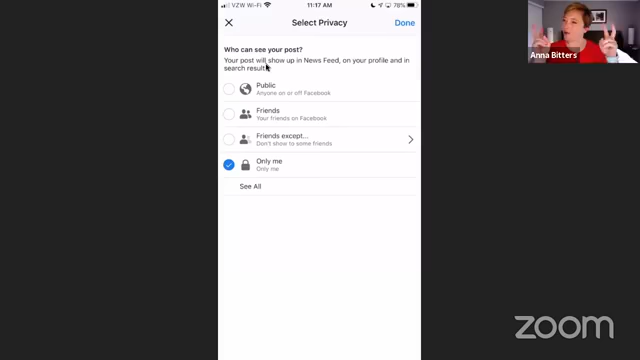 VZW Wi-Fi 11:17 AM 78%
Select Privacy Done
Who can see your post?
Your post will show up in News Feed, on your profile and in
search result
Public
Anyone on or off Facebook
Friends
Your friends on Facebook
Friends except...
Don't show to some friends
Only me
Only me
See All
Anna Bitters
zoom